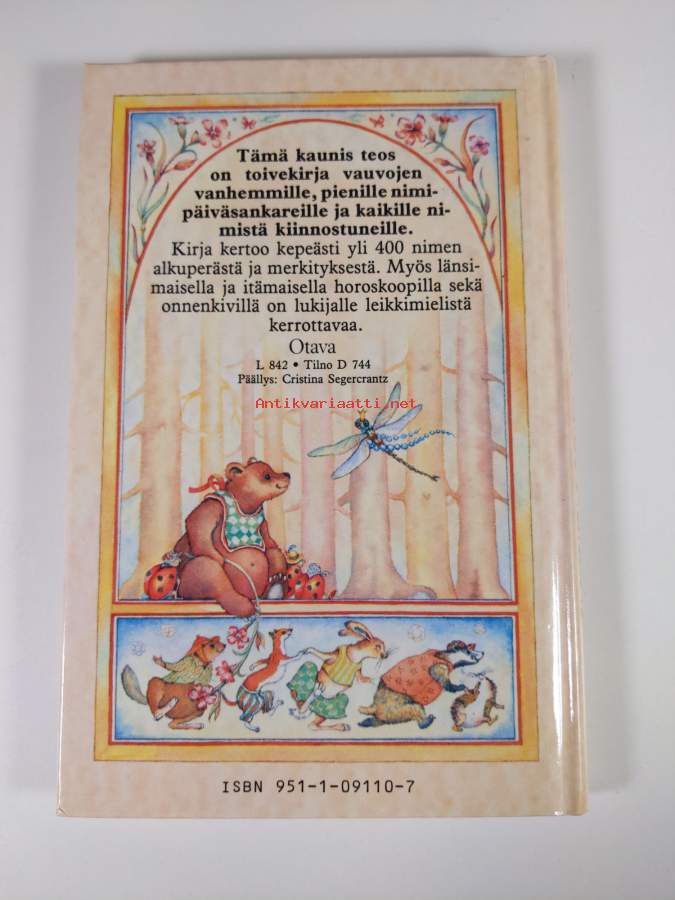 Tämä kaunis teos
on toivekirja vauvojen
vanhemmille, pienille nimi-
päiväsankareille ja kaikille ni-
mistä kiinnostuneille.
Kirja kertoo kepeästi yli 400 nimen
alkuperästä ja merkityksestä. Myös länsi-
maisella ja itämaisella horoskoopilla sekä
onnenkivillä on lukijalle leikkimielistä
kerrottavaa.
Otava
L 842 • Tilno D 744
Päällys: Cristina Segercrantz
Antikvariaatti.net
ISBN 951-1-09110-7